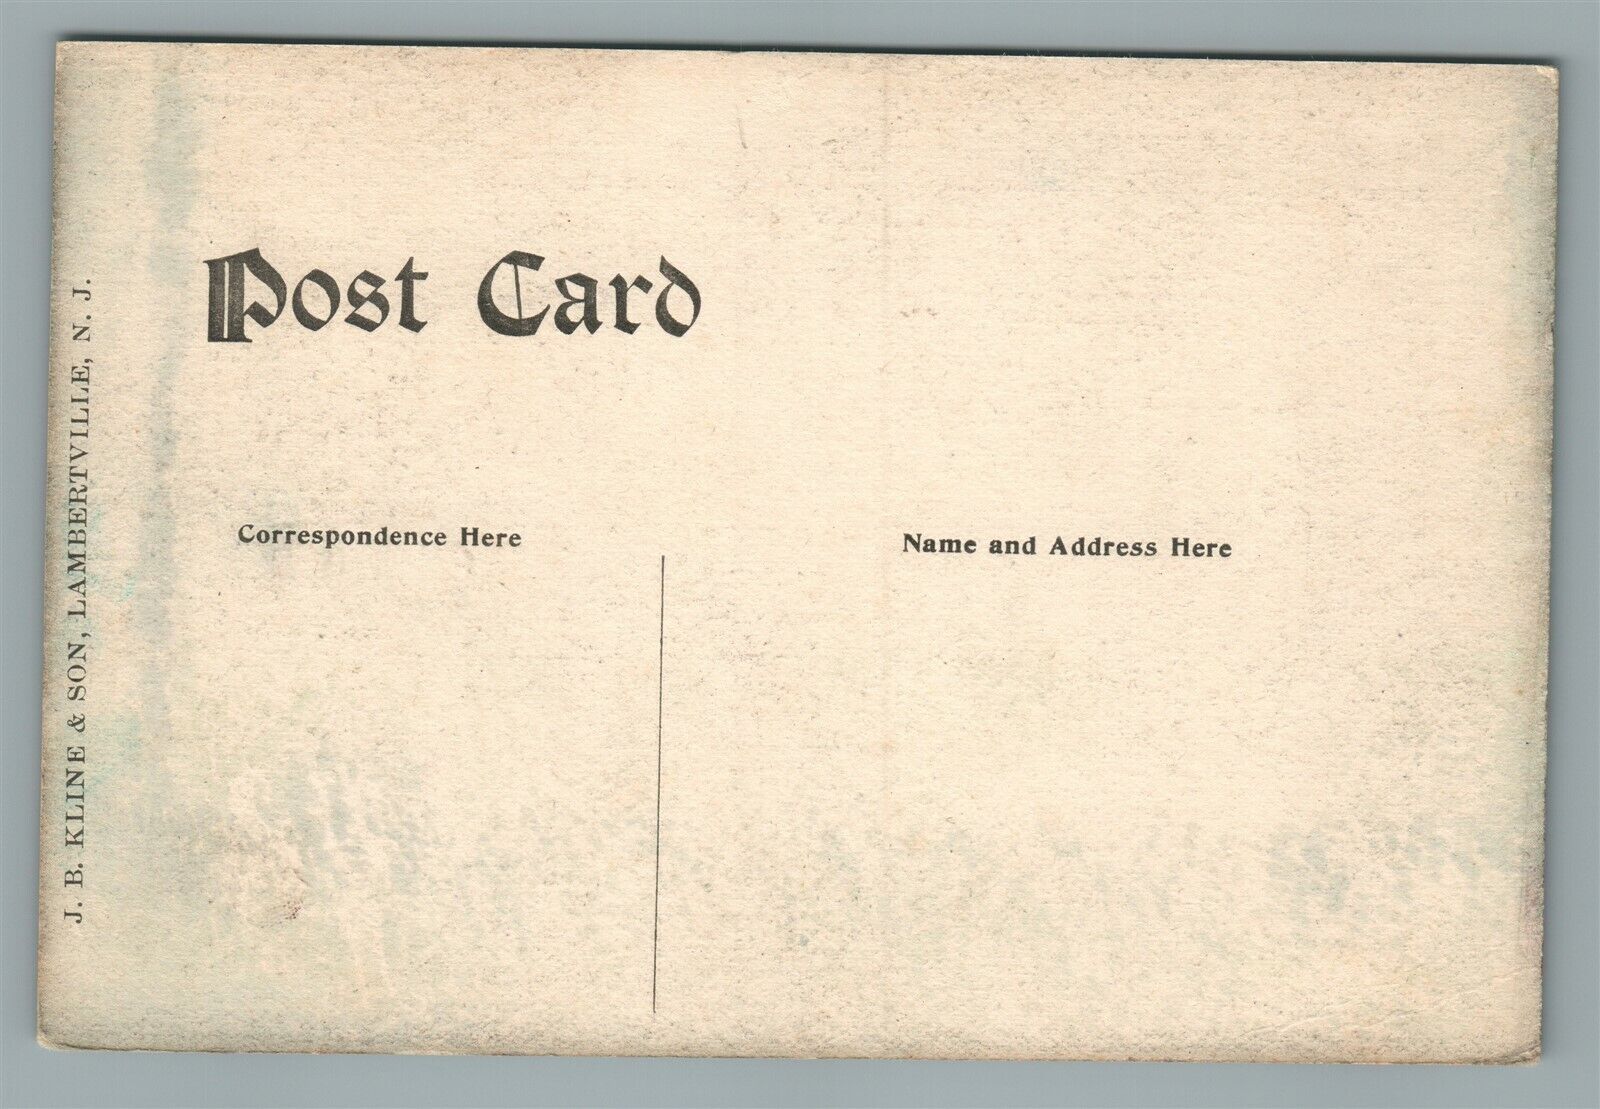 Post Card
J. B. KLINE & SON, LAMBERTVILLE, N. J.
Correspondence Here
Name and Address Here